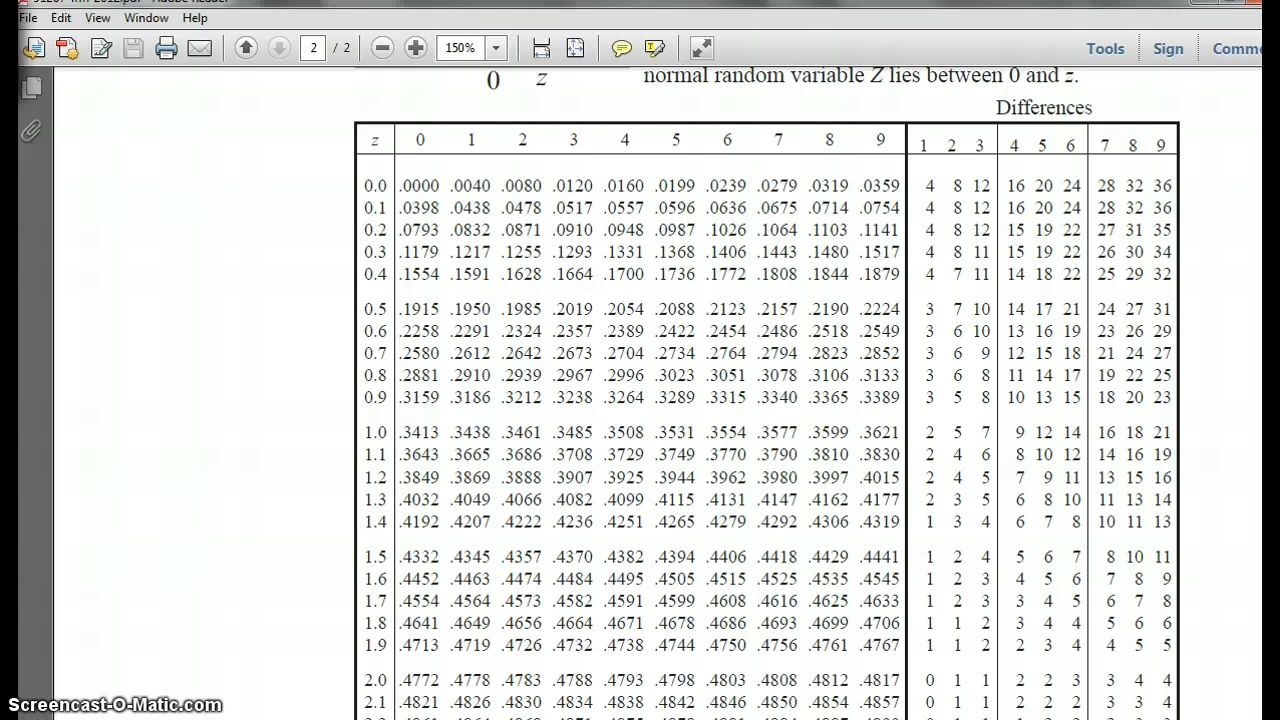 File Edit View Window Help
2 / 2 150% Tools Sign
0 z normal random variable Z lies between 0 and z.
Differences
z 0 1 2 3 4 5 6 7 8 9 1 2 3 4 5 6 7 8 9
0.0 .0000 .0040 .0080 .0120 .0160 .0199 .0239 .0279 .0319 .0359 4 8 12 16 20 24 28 32 36
0.1 .0398 .0438 .0478 .0517 .0557 .0596 .0636 .0675 .0714 .0754 4 8 12 16 20 24 28 32 36
0.2 .0793 .0832 .0871 .0910 .0948 .0987 .1026 .1064 .1103 .1141 4 8 12 15 19 22 27 31 35
0.3 .1179 .1217 .1255 .1293 .1331 .1368 .1406 .1443 .1480 .1517 4 8 11 15 19 22 26 30 34
0.4 .1554 .1591 .1628 .1664 .1700 .1736 .1772 .1808 .1844 .1879 4 7 11 14 18 22 25 29 32
0.5 .1915 .1950 .1985 .2019 .2054 .2088 .2123 .2157 .2190 .2224 3 7 10 14 17 21 24 27 31
0.6 .2258 .2291 .2324 .2357 .2389 .2422 .2454 .2486 .2518 .2549 3 6 10 13 16 19 23 26 29
0.7 .2580 .2612 .2642 .2673 .2704 .2734 .2764 .2794 .2823 .2852 3 6 9 12 15 18 21 24 27
0.8 .2881 .2910 .2939 .2967 .2996 .3023 .3051 .3078 .3106 .3133 3 6 8 11 14 17 19 22 25
0.9 .3159 .3186 .3212 .3238 .3264 .3289 .3315 .3340 .3365 .3389 3 5 8 10 13 15 18 20 23
1.0 .3413 .3438 .3461 .3485 .3508 .3531 .3554 .3577 .3599 .3621 2 5 7 9 12 14 16 18 21
1.1 .3643 .3665 .3686 .3708 .3729 .3749 .3770 .3790 .3810 .3830 2 4 6 8 10 12 14 16 19
1.2 .3849 .3869 .3888 .3907 .3925 .3944 .3962 .3980 .3997 .4015 2 4 5 7 9 11 13 15 16
1.3 .4032 .4049 .4066 .4082 .4099 .4115 .4131 .4147 .4162 .4177 2 3 5 6 8 10 11 13 14
1.4 .4192 .4207 .4222 .4236 .4251 .4265 .4279 .4292 .4306 .4319 1 3 4 6 7 8 10 11 13
1.5 .4332 .4345 .4357 .4370 .4382 .4394 .4406 .4418 .4429 .4441 1 2 4 5 6 7 8 10 11
1.6 .4452 .4463 .4474 .4484 .4495 .4505 .4515 .4525 .4535 .4545 1 2 3 4 5 6 7 8 9
1.7 .4554 .4564 .4573 .4582 .4591 .4599 .4608 .4616 .4625 .4633 1 2 3 3 4 5 6 7 8
1.8 .4641 .4649 .4656 .4664 .4671 .4678 .4686 .4693 .4699 .4706 1 1 2 3 4 4 5 6 6
1.9 .4713 .4719 .4726 .4732 .4738 .4744 .4750 .4756 .4761 .4767 1 1 2 2 3 4 4 5 5
2.0 .4772 .4778 .4783 .4788 .4793 .4798 .4803 .4808 .4812 .4817 0 1 1 2 2 3 3 4 4
2.1 .4821 .4826 .4830 .4834 .4838 .4842 .4846 .4850 .4854 .4857 0 1 1 2 2 2 3 3 4
Screencast-O-Matic.com